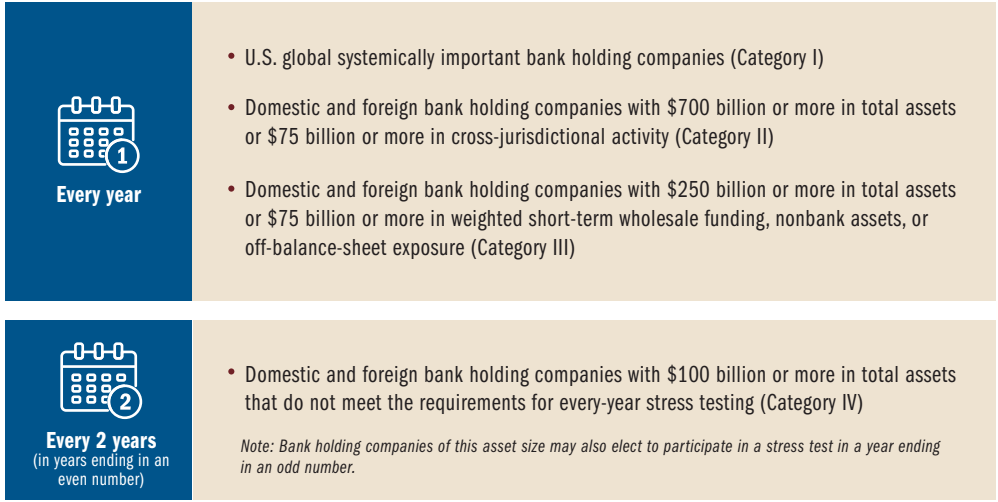 1
Every year
• U.S. global systemically important bank holding companies (Category I)
• Domestic and foreign bank holding companies with $700 billion or more in total assets
or $75 billion or more in cross-jurisdictional activity (Category II)
• Domestic and foreign bank holding companies with $250 billion or more in total assets
or $75 billion or more in weighted short-term wholesale funding, nonbank assets, or
off-balance-sheet exposure (Category III)
2
Every 2 years
(in years ending in an
even number)
• Domestic and foreign bank holding companies with $100 billion or more in total assets
that do not meet the requirements for every-year stress testing (Category IV)
Note: Bank holding companies of this asset size may also elect to participate in a stress test in a year ending
in an odd number.